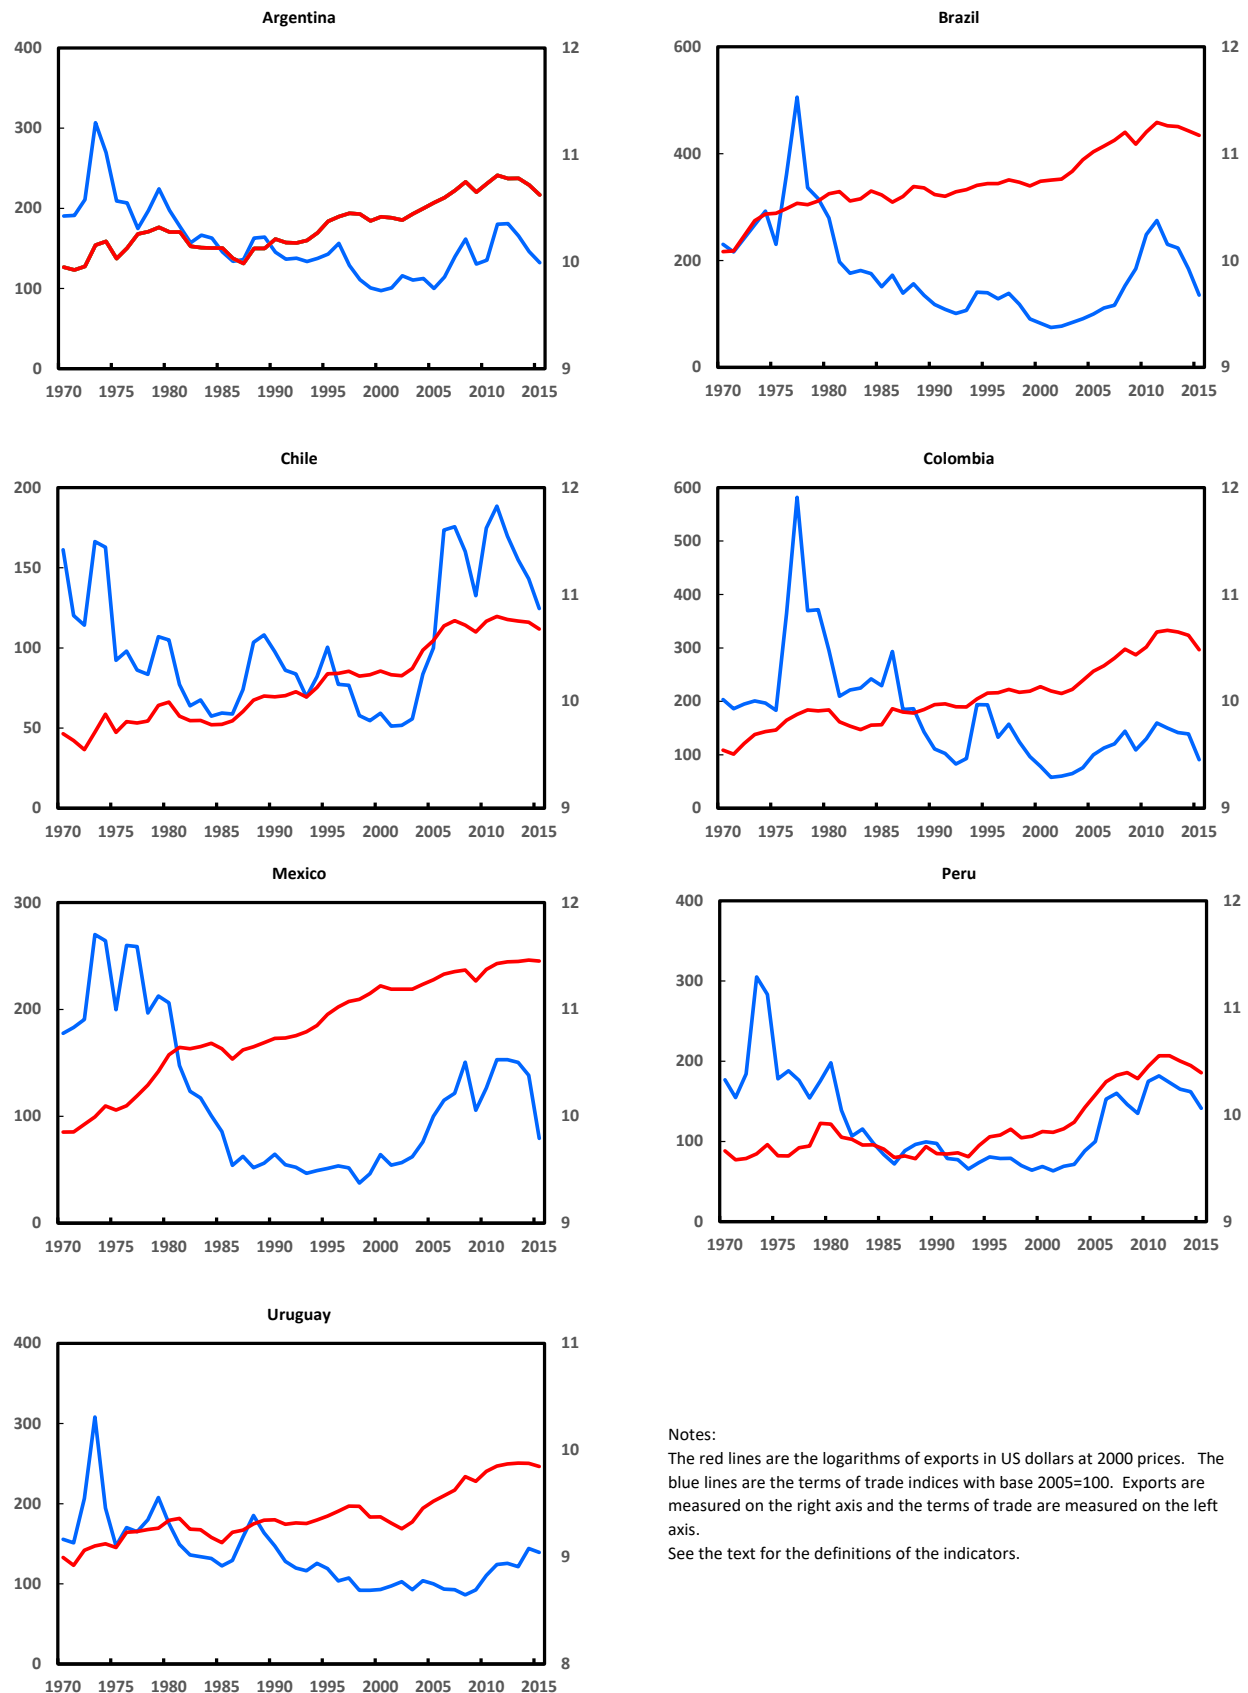 Argentina
400 12
300 11
200
10
100
0 9
1970 1975 1980 1985 1990 1995 2000 2005 2010 2015
Brazil
600 12
400 11
200 10
0 9
1970 1975 1980 1985 1990 1995 2000 2005 2010 2015
Chile
200 12
150 11
100
10
50
0 9
1970 1975 1980 1985 1990 1995 2000 2005 2010 2015
Colombia
600 12
500
400 11
300
200 10
100
0 9
1970 1975 1980 1985 1990 1995 2000 2005 2010 2015
Mexico
300 12
200 11
100 10
0 9
1970 1975 1980 1985 1990 1995 2000 2005 2010 2015
Peru
400 12
300 11
200
10
100
0 9
1970 1975 1980 1985 1990 1995 2000 2005 2010 2015
Uruguay
400 11
300 10
200
9
100
0 8
1970 1975 1980 1985 1990 1995 2000 2005 2010 2015
Notes:
The red lines are the logarithms of exports in US dollars at 2000 prices. The
blue lines are the terms of trade indices with base 2005=100. Exports are
measured on the right axis and the terms of trade are measured on the left
axis.
See the text for the definitions of the indicators.